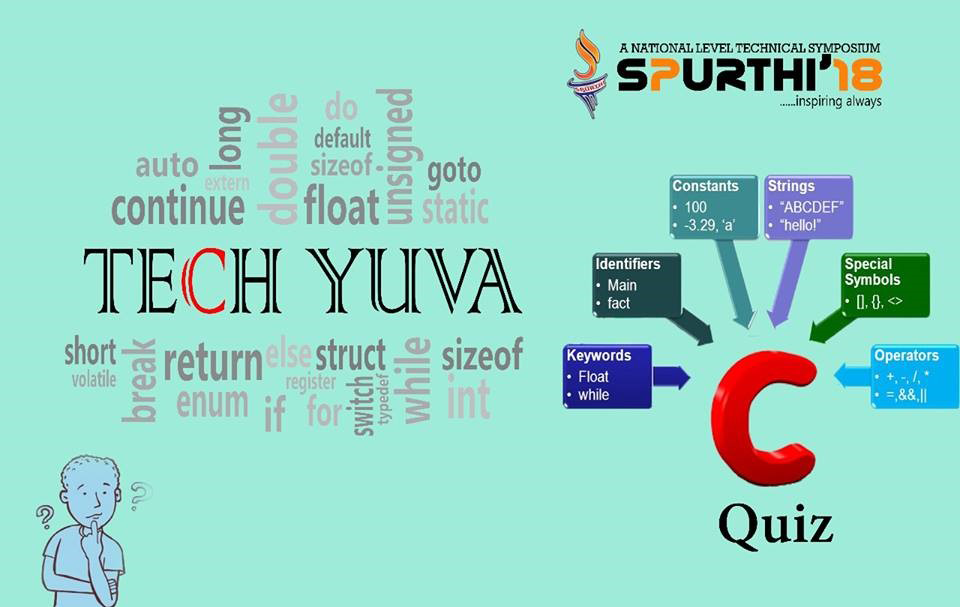 A NATIONAL LEVEL TECHNICAL SYMPOSIUM
SPURTHI'18
......inspiring always
do
double
unsigned
long
default
auto
extern
sizeof
goto
continue
float
static
TECH YUVA
short
volatile
break
return
else
struct
while
sizeof
register
enum
switch
typedef
int
if
for
Constants
• 100
• -3.29, ‘a’
Strings
• “ABCDEF”
• “hello!”
Identifiers
• Main
• fact
Special
Symbols
• [], {}, <>
Keywords
• Float
• while
Operators
• +, -, /, *
• =,&&,||
C
Quiz
? ?